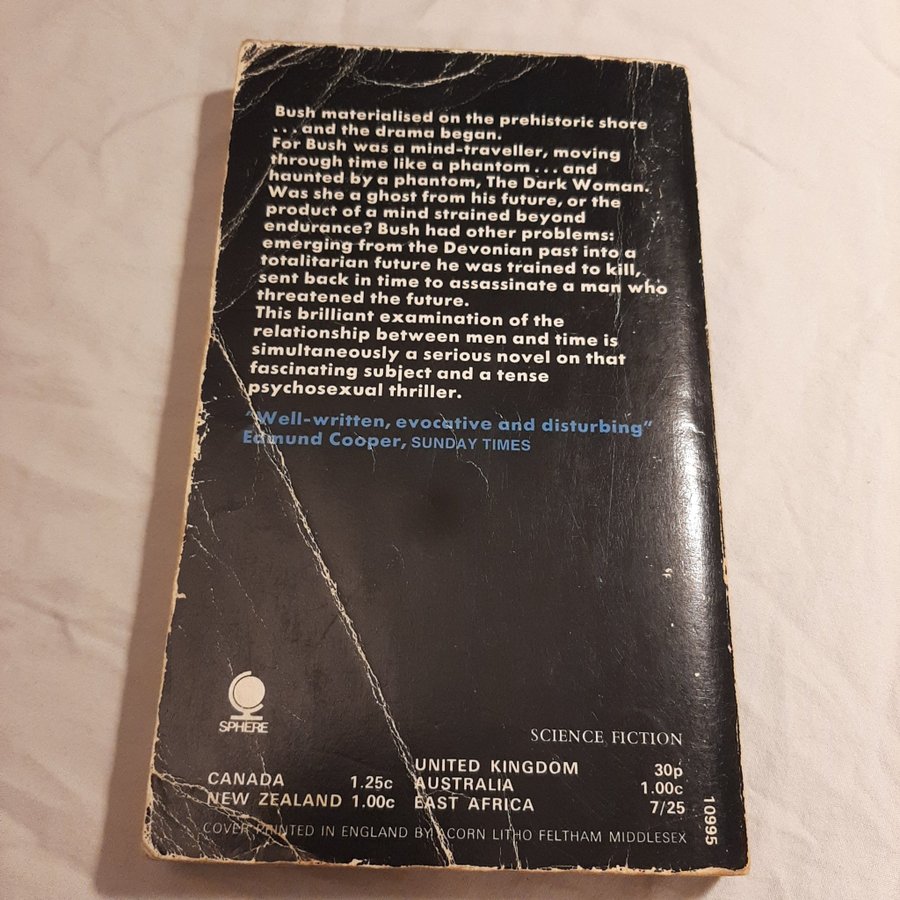 Bush materialised on the prehistoric shore
...and the drama began.
For Bush was a mind-traveller, moving
through time like a phantom...and
haunted by a phantom, The Dark Woman.
Was she a ghost from his future, or the
product of a mind strained beyond
endurance? Bush had other problems:
emerging from the Devonian past into a
totalitarian future he was trained to kill,
sent back in time to assassinate a man who
threatened the future.
This brilliant examination of the
relationship between men and time is
simultaneously a serious novel on that
fascinating subject and a tense
psychosexual thriller.
"Well-written, evocative and disturbing"
Edmund Cooper, SUNDAY TIMES
SPHERE
SCIENCE FICTION
UNITED KINGDOM 30p
CANADA 1.25c AUSTRALIA 1.00c
NEW ZEALAND 1.00c EAST AFRICA 7/25
COVER PRINTED IN ENGLAND BY ACORN LITHO FELTHAM MIDDLESEX
10995